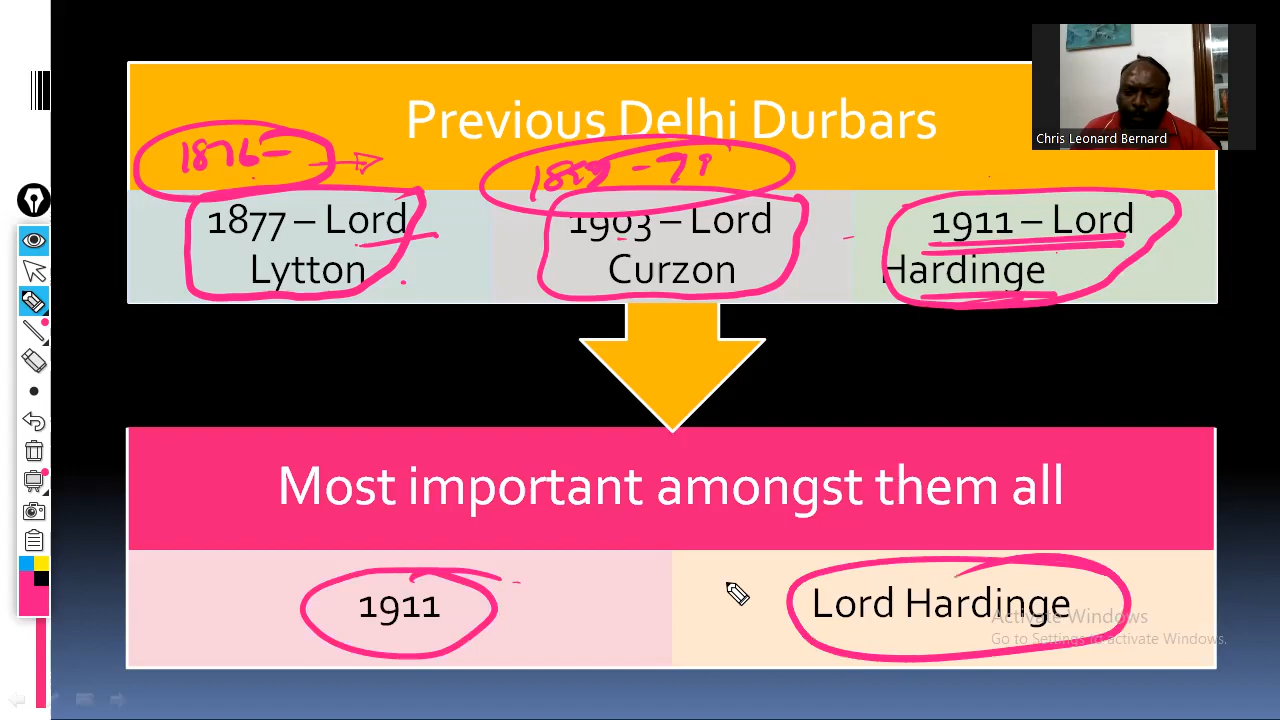 Previous Delhi Durbars
Chris Leonard Bernard
1876 –
1877 – Lord
Lytton
1903 – Lord
Curzon
1911 – Lord
Hardinge
Most important amongst them all
1911
Lord Hardinge
Activate Windows
Go to Settings to activate Windows.